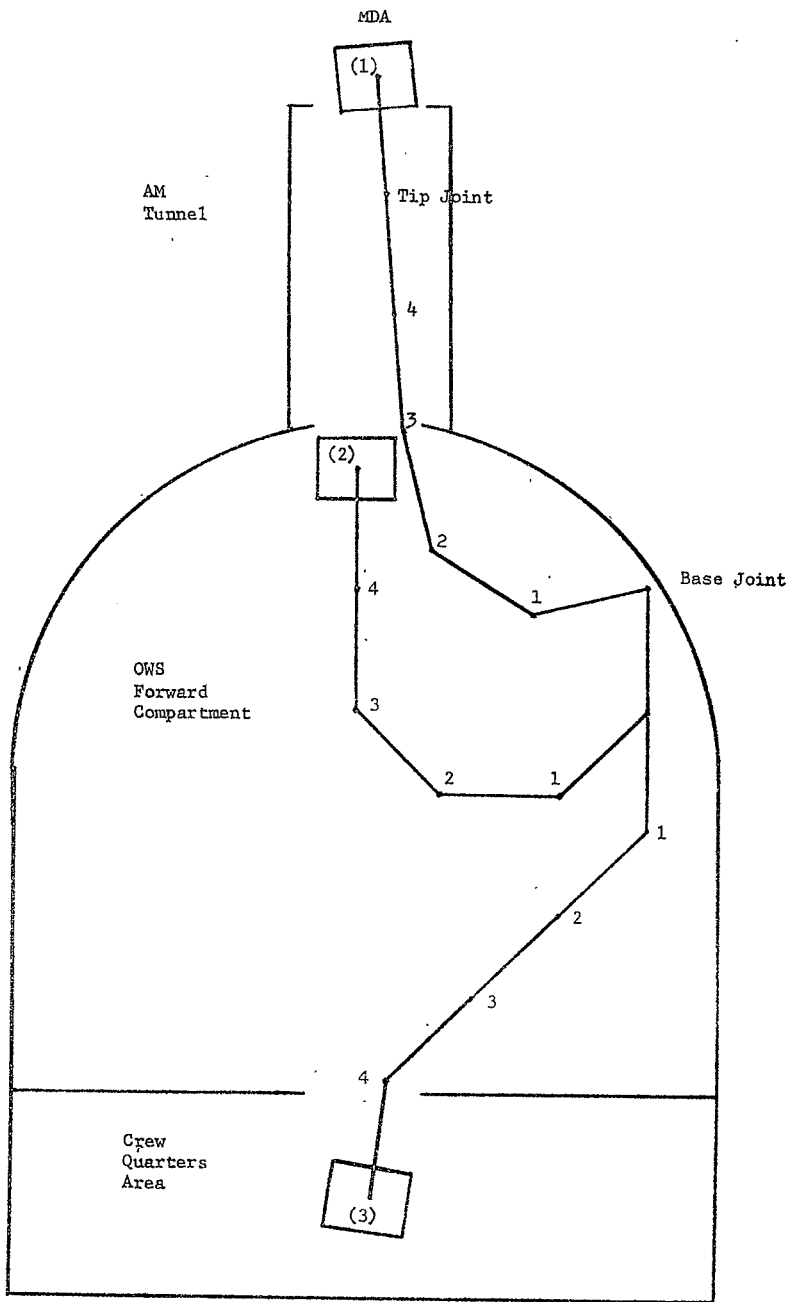 MDA
(1)
AM
Tunnel
Tip Joint
4
3
(2)
2
Base Joint
1
4
OWS
Forward
Compartment
3
2
1
1
2
3
4
Crew
Quarters
Area
(3)